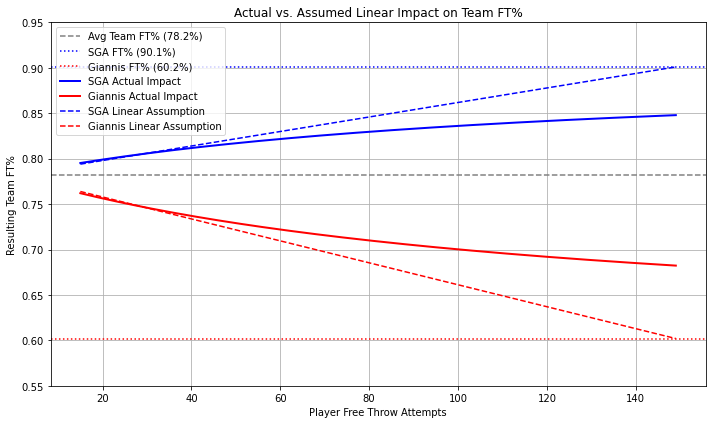 Actual vs. Assumed Linear Impact on Team FT%
Avg Team FT% (78.2%)
SGA FT% (90.1%)
Giannis FT% (60.2%)
SGA Actual Impact
Giannis Actual Impact
SGA Linear Assumption
Giannis Linear Assumption
Resulting Team FT%
0.95
0.90
0.85
0.80
0.75
0.70
0.65
0.60
0.55
20 40 60 80 100 120 140
Player Free Throw Attempts